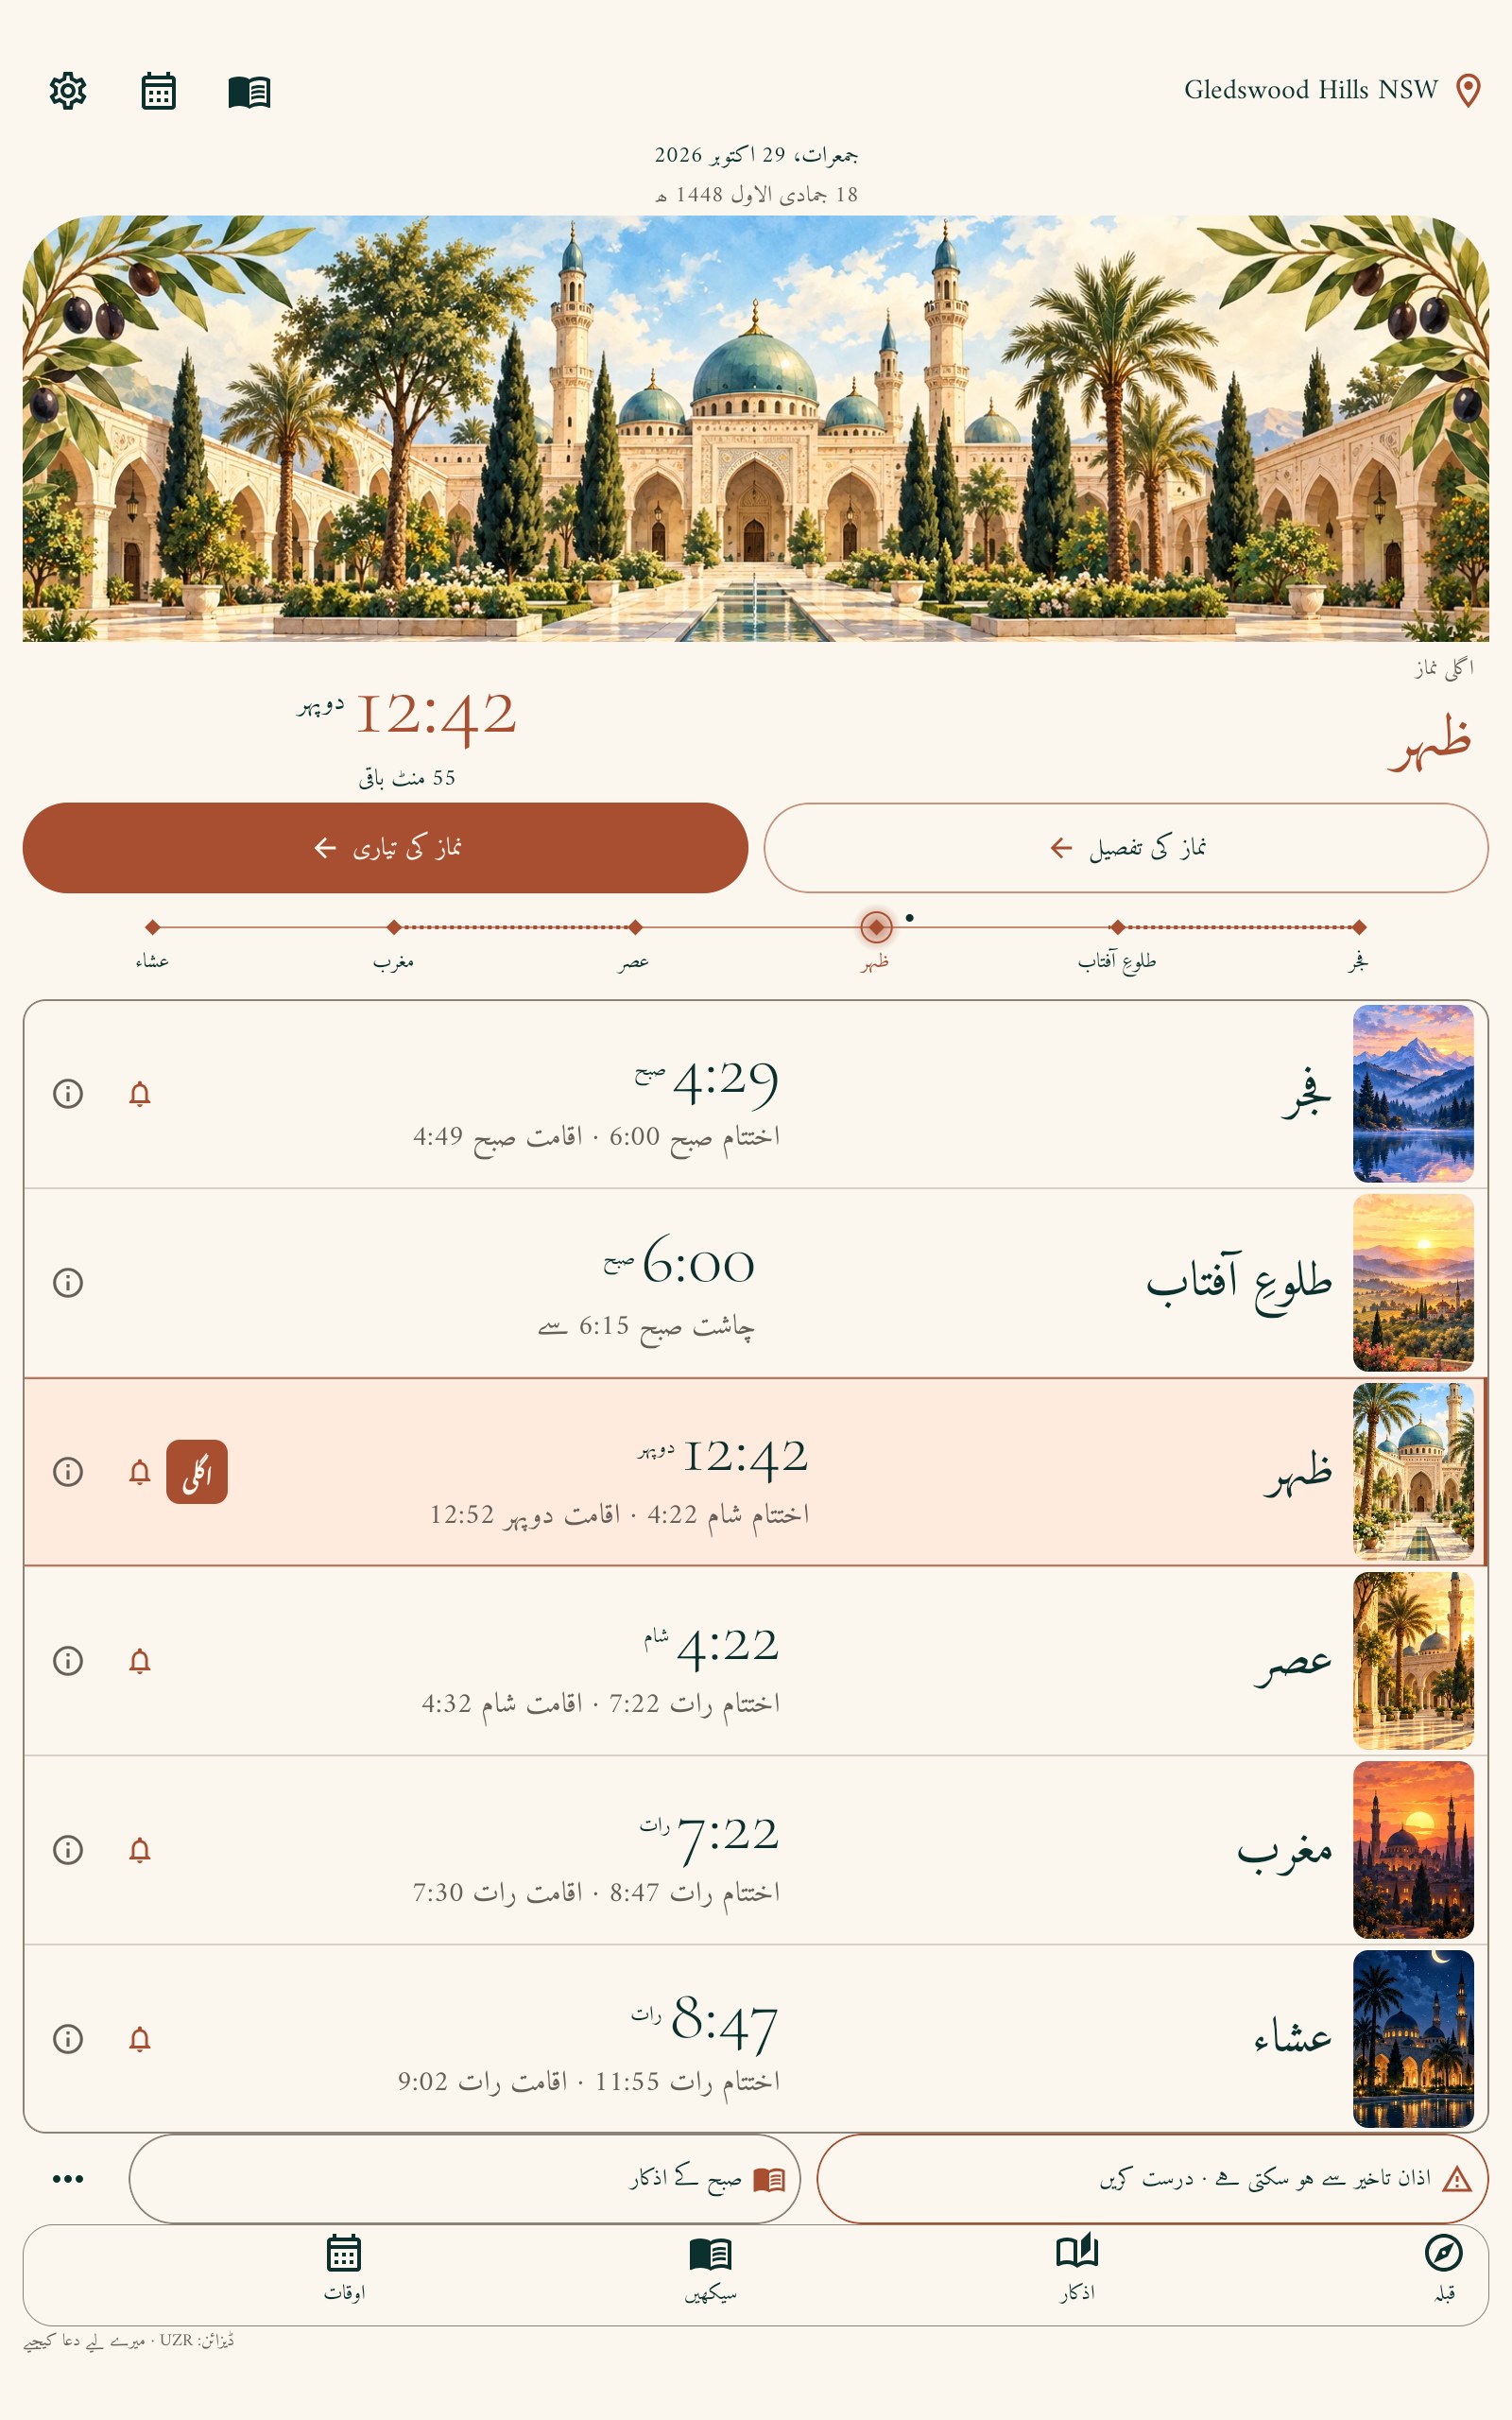 Gledswood Hills NSW
جمعرات، 29 اکتوبر 2026
18 جمادی الاول 1448 ھ
اگلی نماز
ظہر
12:42 دوپہر
55 منٹ باقی
نماز کی تفصیل
نماز کی تیاری
فجر
طلوعِ آفتاب
ظہر
عصر
مغرب
عشاء
فجر
4:29 صبح
اختتام صبح 6:00 · اقامت صبح 4:49
طلوعِ آفتاب
6:00 صبح
چاشت صبح 6:15 سے
ظہر
12:42 دوپہر
اختتام شام 4:22 · اقامت دوپہر 12:52
اگلی
عصر
4:22 شام
اختتام رات 7:22 · اقامت شام 4:32
مغرب
7:22 رات
اختتام رات 8:47 · اقامت رات 7:30
عشاء
8:47 رات
اختتام رات 11:55 · اقامت رات 9:02
اذان تاخیر سے ہو سکتی ہے · درست کریں
صبح کے اذکار
قبلہ
اذکار
سیکھیں
اوقات
ڈیزائن: UZR · میرے لیے دعا کیجیے